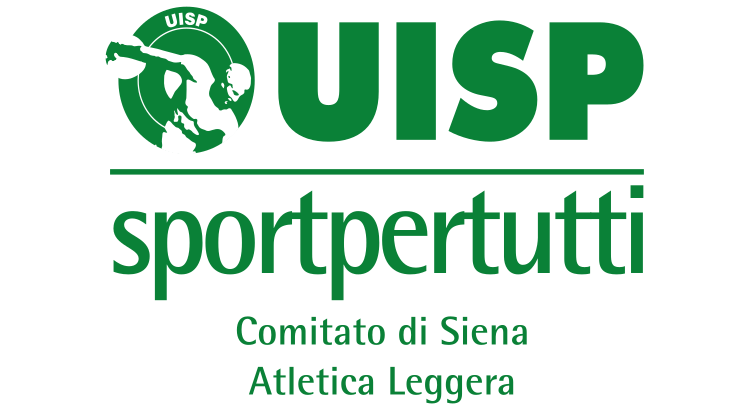 UISP
UISP
sportpertutti
Comitato di Siena
Atletica Leggera